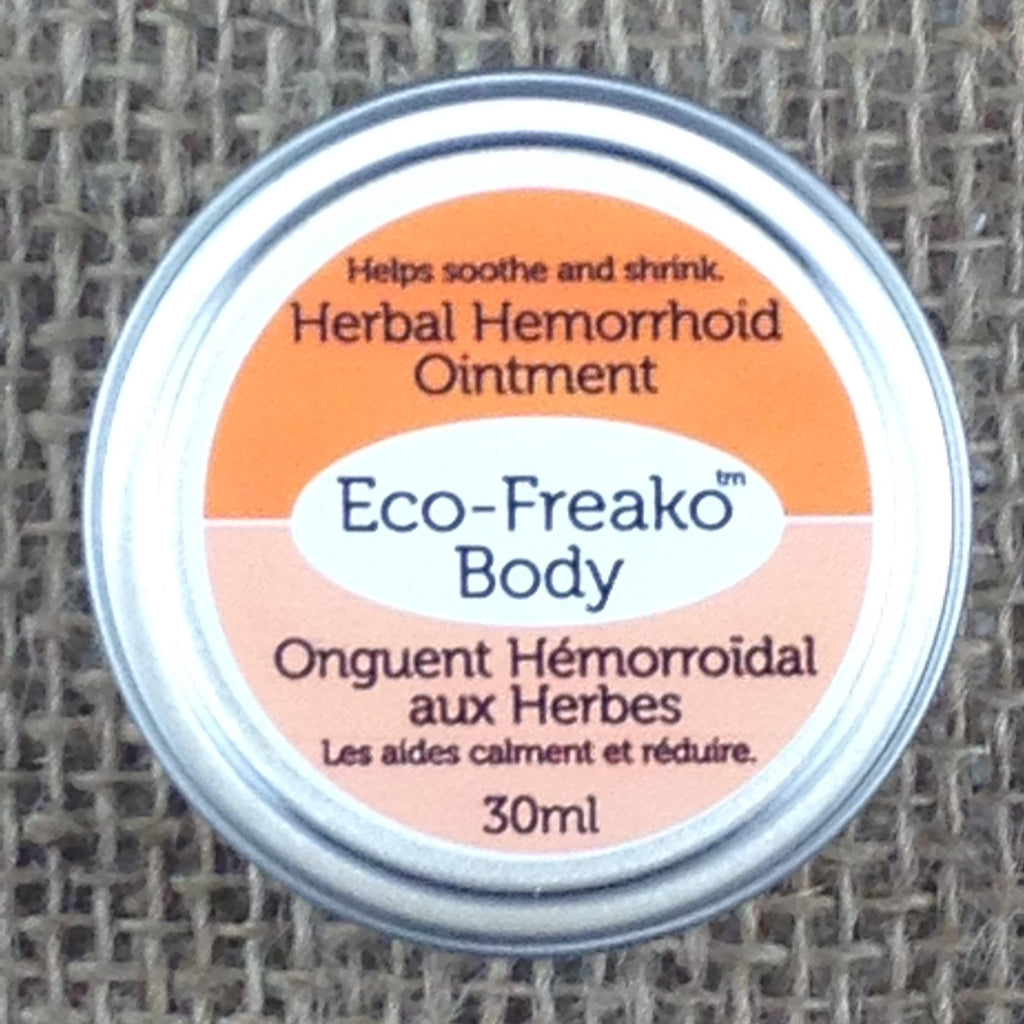 Helps soothe and shrink.
Herbal Hemorrhoid
Ointment
Eco-Freako tm
Body
Onguent Hémorroïdal
aux Herbes
Les aides calment et réduire.
30ml